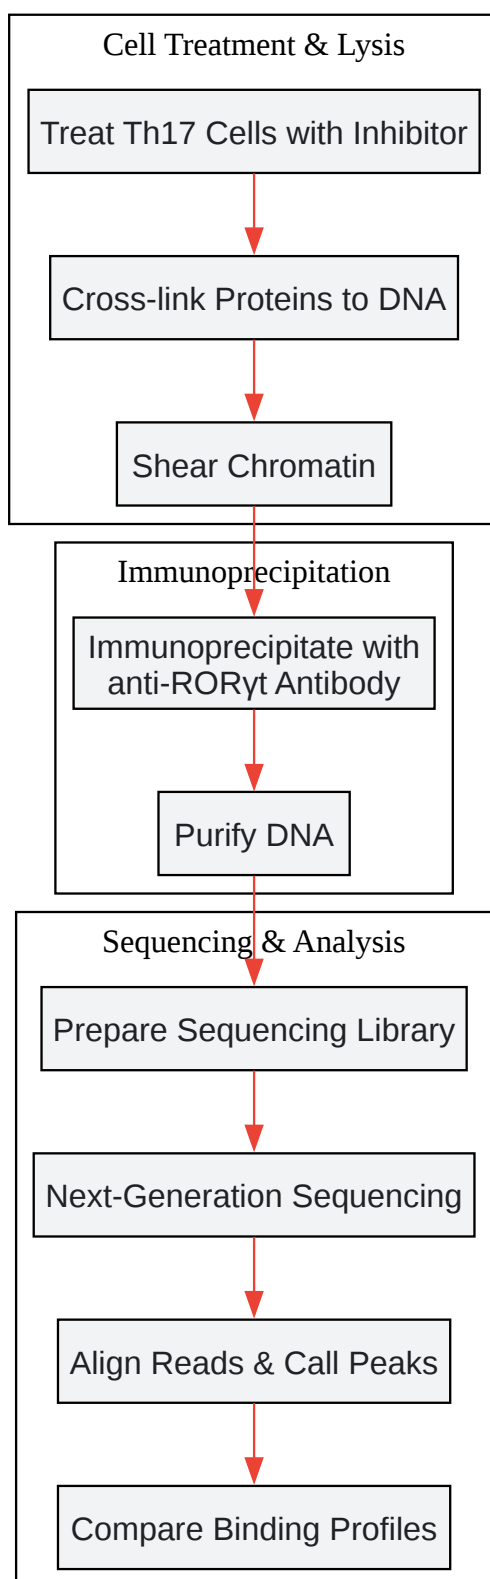 Cell Treatment & Lysis
Treat Th17 Cells with Inhibitor
Cross-link Proteins to DNA
Shear Chromatin
Immunoprecipitation
Immunoprecipitate with
anti-RORγt Antibody
Purify DNA
Sequencing & Analysis
Prepare Sequencing Library
Next-Generation Sequencing
Align Reads & Call Peaks
Compare Binding Profiles